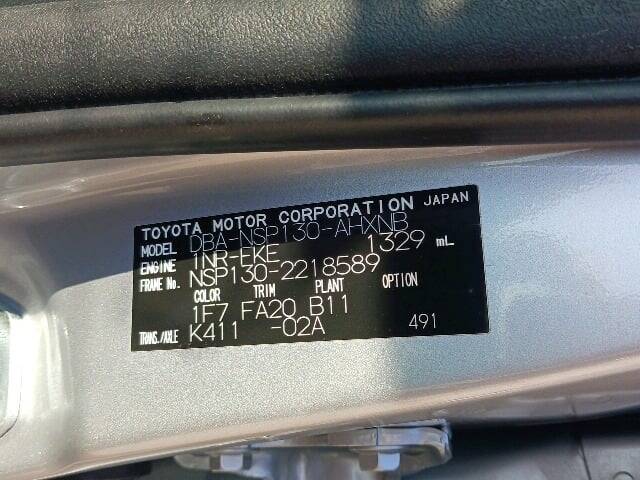 TOYOTA MOTOR CORPORATION JAPAN
MODEL DBA-NSP130-AHXNB
ENGINE 1NR-FKE 1329 mL
FRAME No. NSP130-2218589
COLOR TRIM PLANT OPTION
1F7 FA20 B11
TRANS./AXLE K411 -02A 491